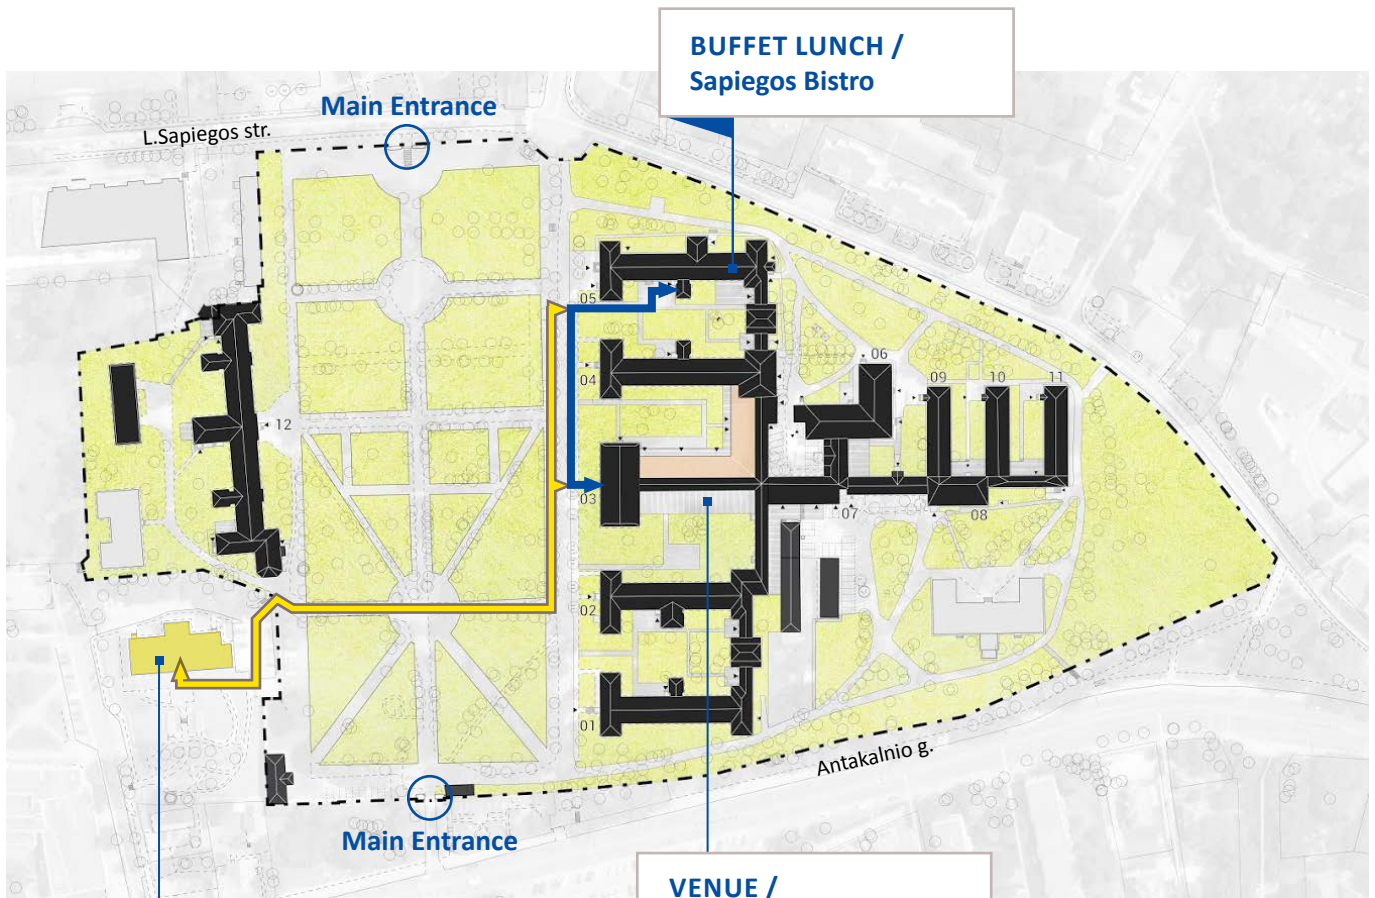 BUFFET LUNCH /
Sapiegos Bistro
Main Entrance
L.Sapiegos str.
05
06
04
09
10
11
12
03
07
08
02
01
Antakalnio g.
Main Entrance
VENUE /